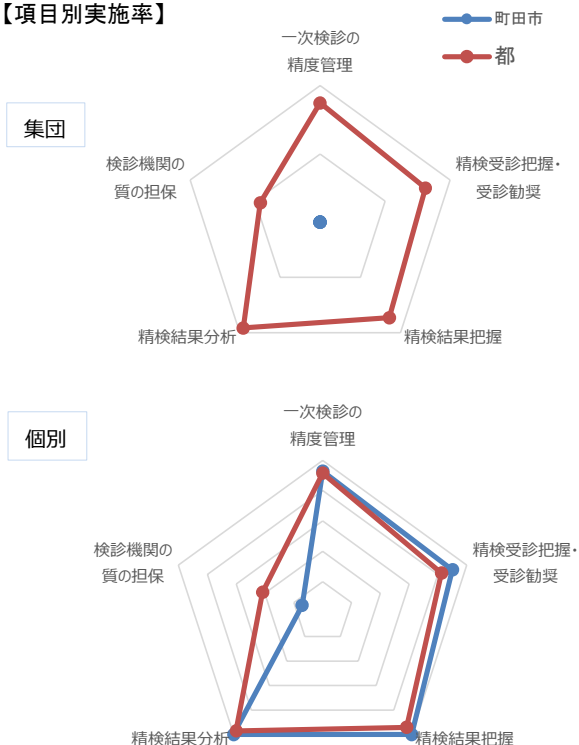 【項目別実施率】
町田市
都
集団
一次検診の
精度管理
精検受診把握・
受診勧奨
精検結果把握
精検結果分析
検診機関の
質の担保
個別
一次検診の
精度管理
精検受診把握・
受診勧奨
精検結果把握
精検結果分析
検診機関の
質の担保